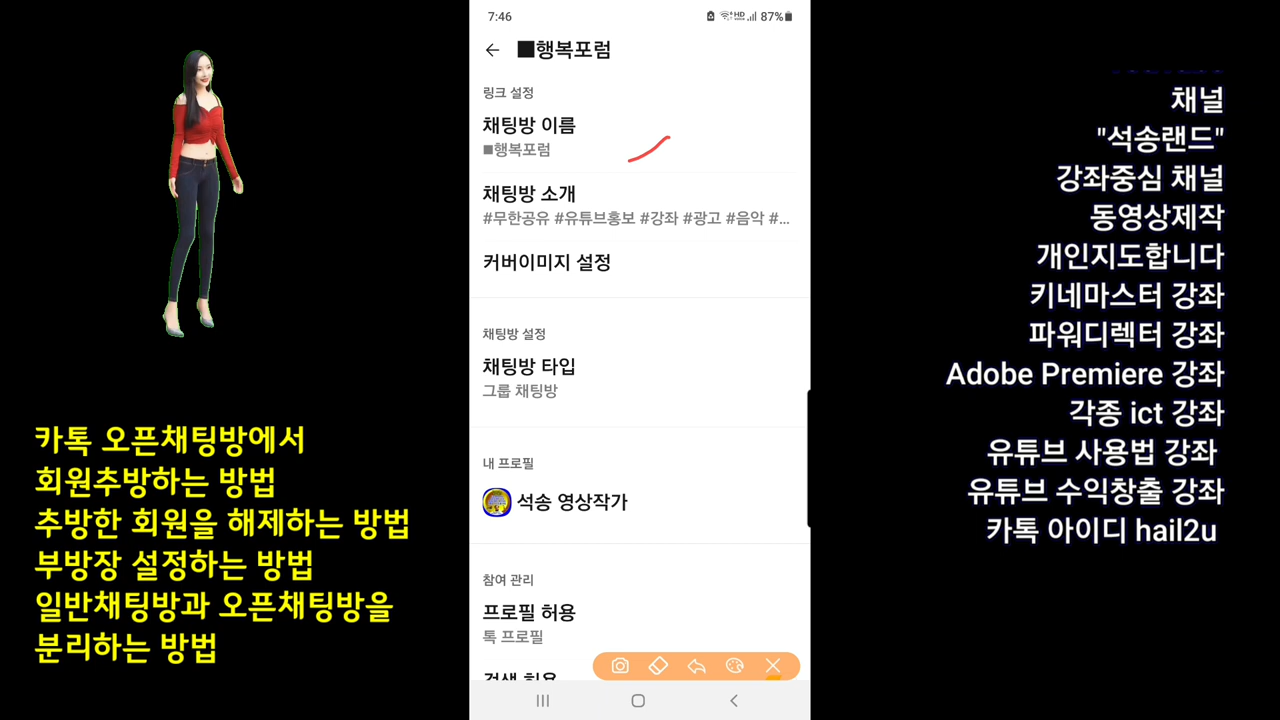 카톡 오픈채팅방에서
회원추방하는 방법
추방한 회원을 해제하는 방법
부방장 설정하는 방법
일반채팅방과 오픈채팅방을
분리하는 방법
7:46
HD
87%
■행복포럼
링크 설정
채팅방 이름
■행복포럼
채팅방 소개
#무한공유 #유튜브홍보 #강좌 #광고 #음악 #...
커버이미지 설정
채팅방 설정
채팅방 타입
그룹 채팅방
내 프로필
석송 영상작가
참여 관리
프로필 허용
톡 프로필
검색 허용
채널
"석송랜드"
강좌중심 채널
동영상제작
개인지도합니다
키네마스터 강좌
파워디렉터 강좌
Adobe Premiere 강좌
각종 ict 강좌
유튜브 사용법 강좌
유튜브 수익창출 강좌
카톡 아이디 hail2u